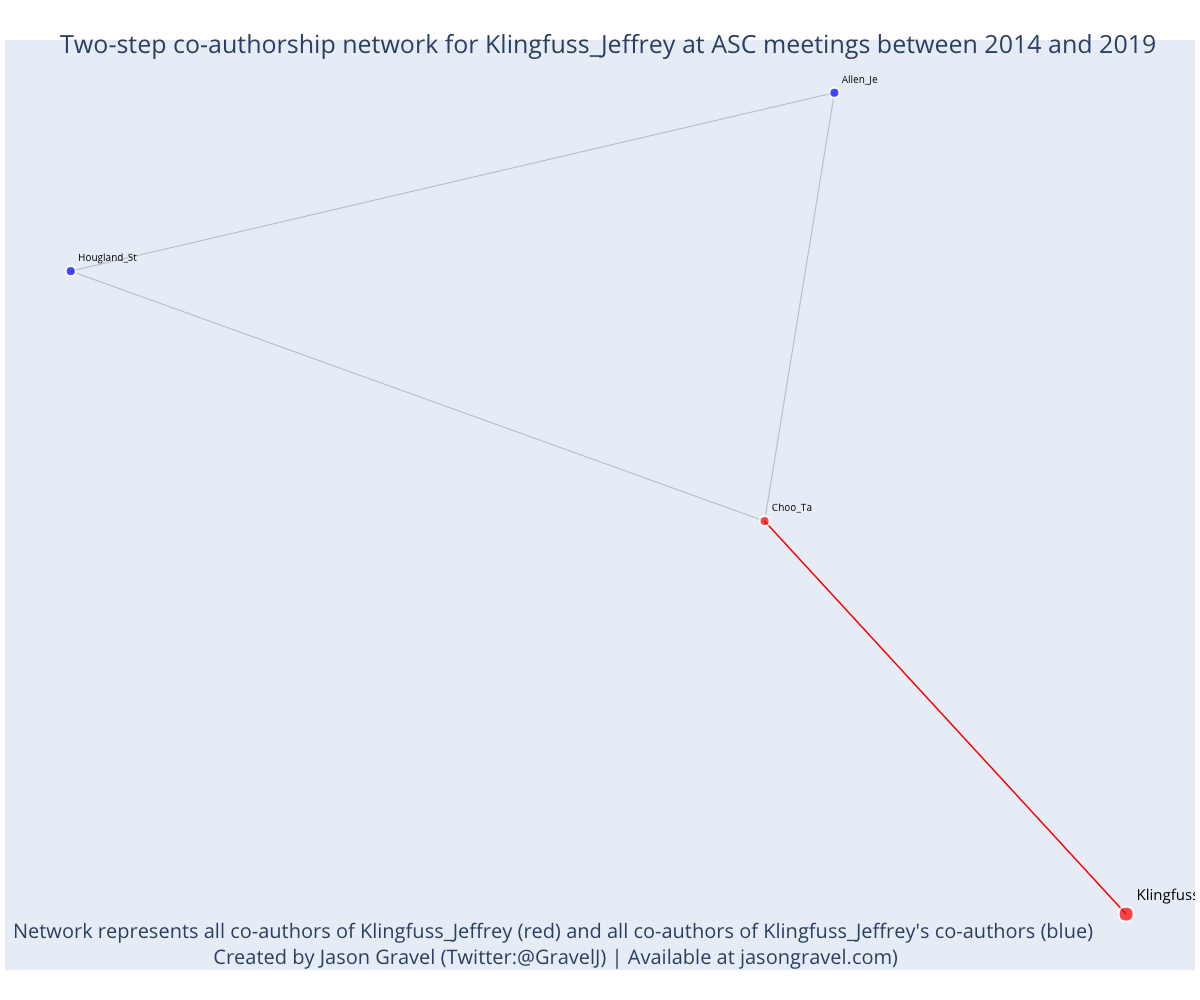 Two-step co-authorship network for Klingfuss_Jeffrey at ASC meetings between 2014 and 2019
Allen_Je
Hougland_St
Choo_Ta
Klingfuss
Network represents all co-authors of Klingfuss_Jeffrey (red) and all co-authors of Klingfuss_Jeffrey's co-authors (blue)
Created by Jason Gravel (Twitter:@GravelJ) | Available at jasongravel.com)